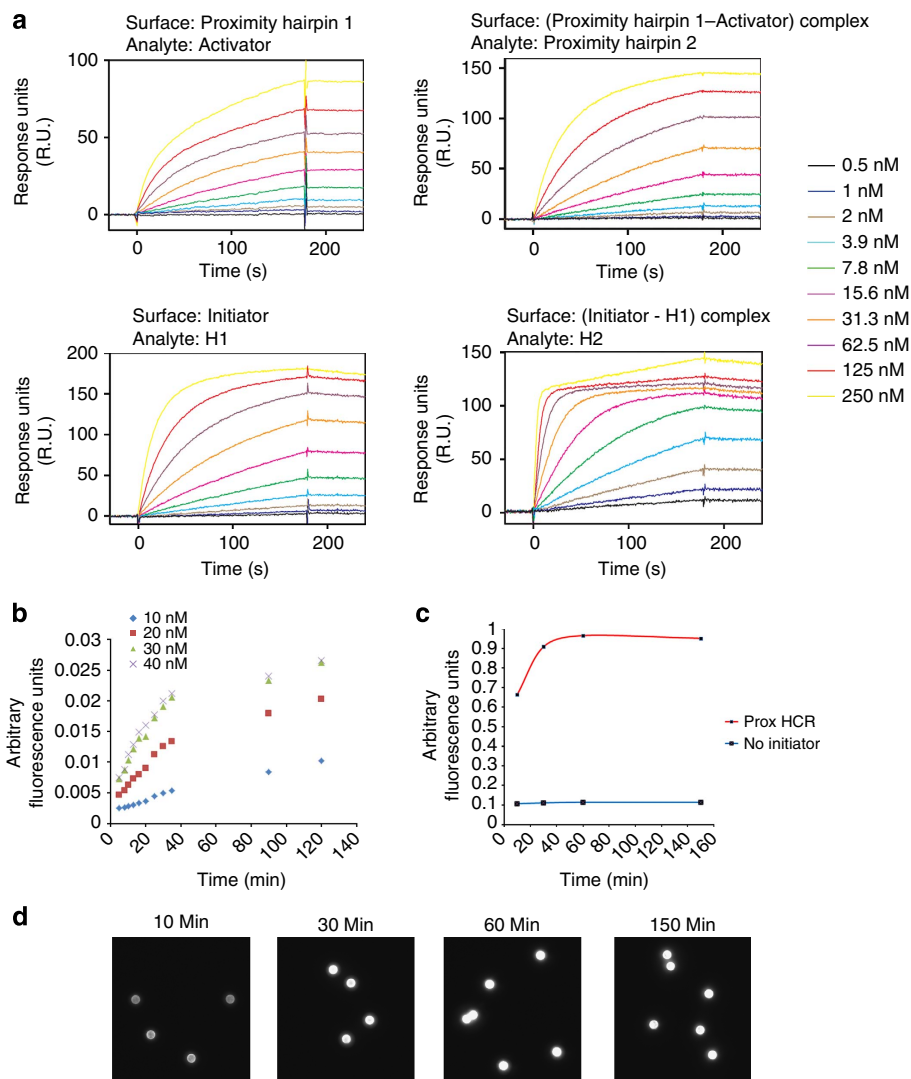 a
Surface: Proximity hairpin 1
Analyte: Activator
100
50
0
Response units
(R.U.)
0
100
200
Time (s)
Surface: (Proximity hairpin 1–Activator) complex
Analyte: Proximity hairpin 2
150
100
50
0
Response units
(R.U.)
0
100
200
Time (s)
0.5 nM
1 nM
2 nM
3.9 nM
7.8 nM
15.6 nM
31.3 nM
62.5 nM
125 nM
250 nM
Surface: Initiator
Analyte: H1
200
150
100
50
0
Response units
(R.U.)
0
100
200
Time (s)
Surface: (Initiator - H1) complex
Analyte: H2
150
100
50
0
Response units
(R.U.)
0
100
200
Time (s)
b
10 nM
20 nM
30 nM
40 nM
0.03
0.025
0.02
0.015
0.01
0.005
0
Arbitrary
fluorescence units
0
20
40
60
80
100
120
140
Time (min)
c
1
0.9
0.8
0.7
0.6
0.5
0.4
0.3
0.2
0.1
0
Arbitrary
fluorescence units
0
20
40
60
80
100
120
140
160
Time (min)
Prox HCR
No initiator
d
10 Min
30 Min
60 Min
150 Min